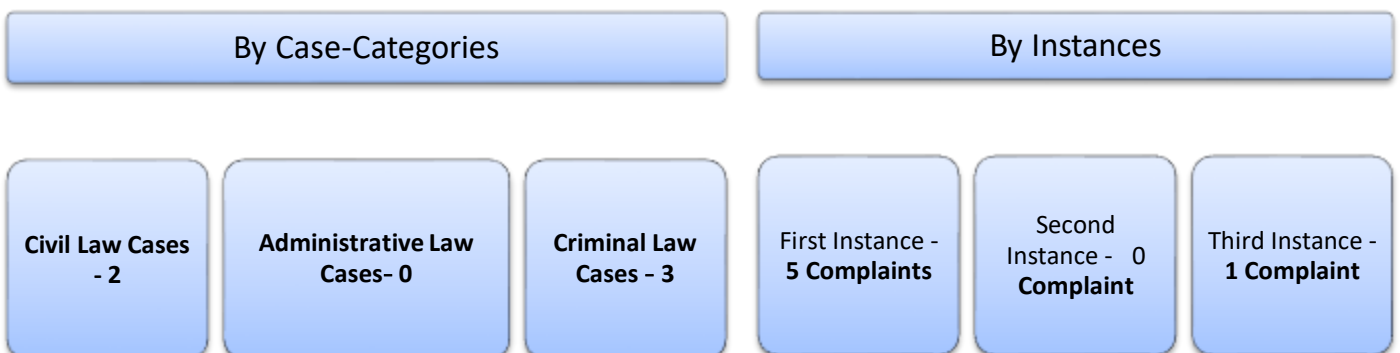 By Case-Categories
By Instances
Civil Law Cases
- 2
Administrative Law
Cases– 0
Criminal Law
Cases - 3
First Instance -
5 Complaints
Second
Instance -   0
Complaint
Third Instance -
1 Complaint